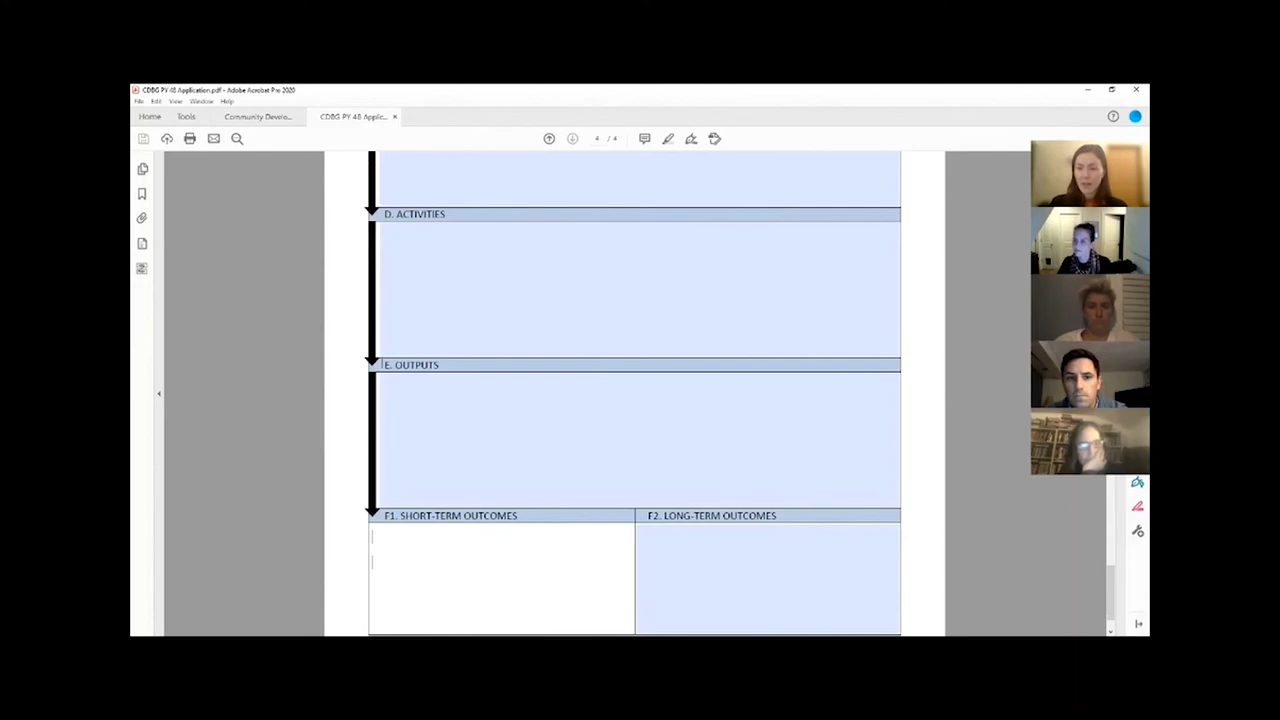 CDBG PY 48 Application.pdf - Adobe Acrobat Pro 2020
File Edit View Window Help
Home Tools Community Develo... CDBG PY 48 Applic... ×
4 / 4
D. ACTIVITIES
E. OUTPUTS
F1. SHORT-TERM OUTCOMES F2. LONG-TERM OUTCOMES